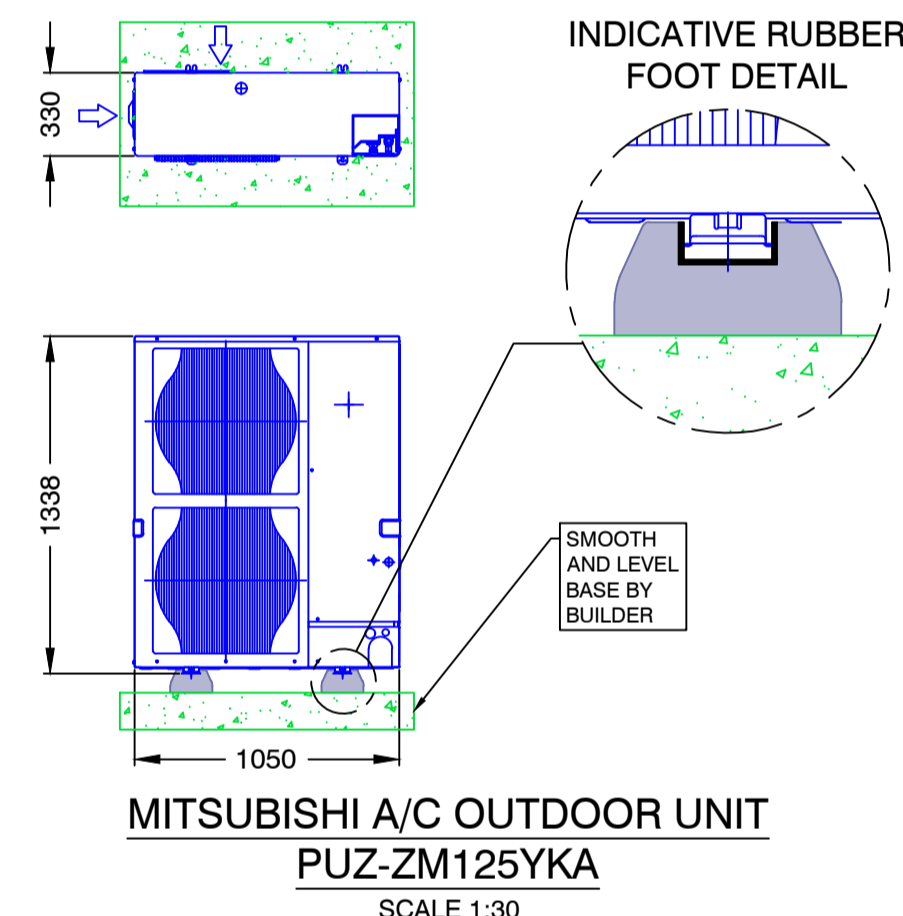 INDICATIVE RUBBER
FOOT DETAIL
330
1338
SMOOTH
AND LEVEL
BASE BY
BUILDER
1050
MITSUBISHI A/C OUTDOOR UNIT
PUZ-ZM125YKA
SCALE 1:30